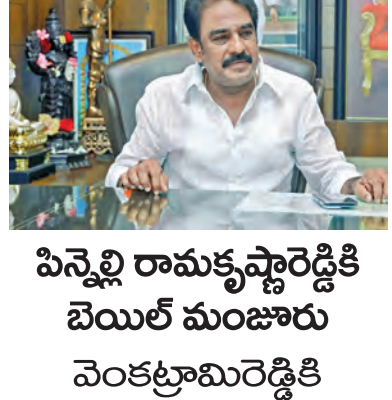 పిన్నెల్లి రామకృష్ణారెడ్డికి
బెయిల్ మంజూరు
వెంకట్రామిరెడ్డికి